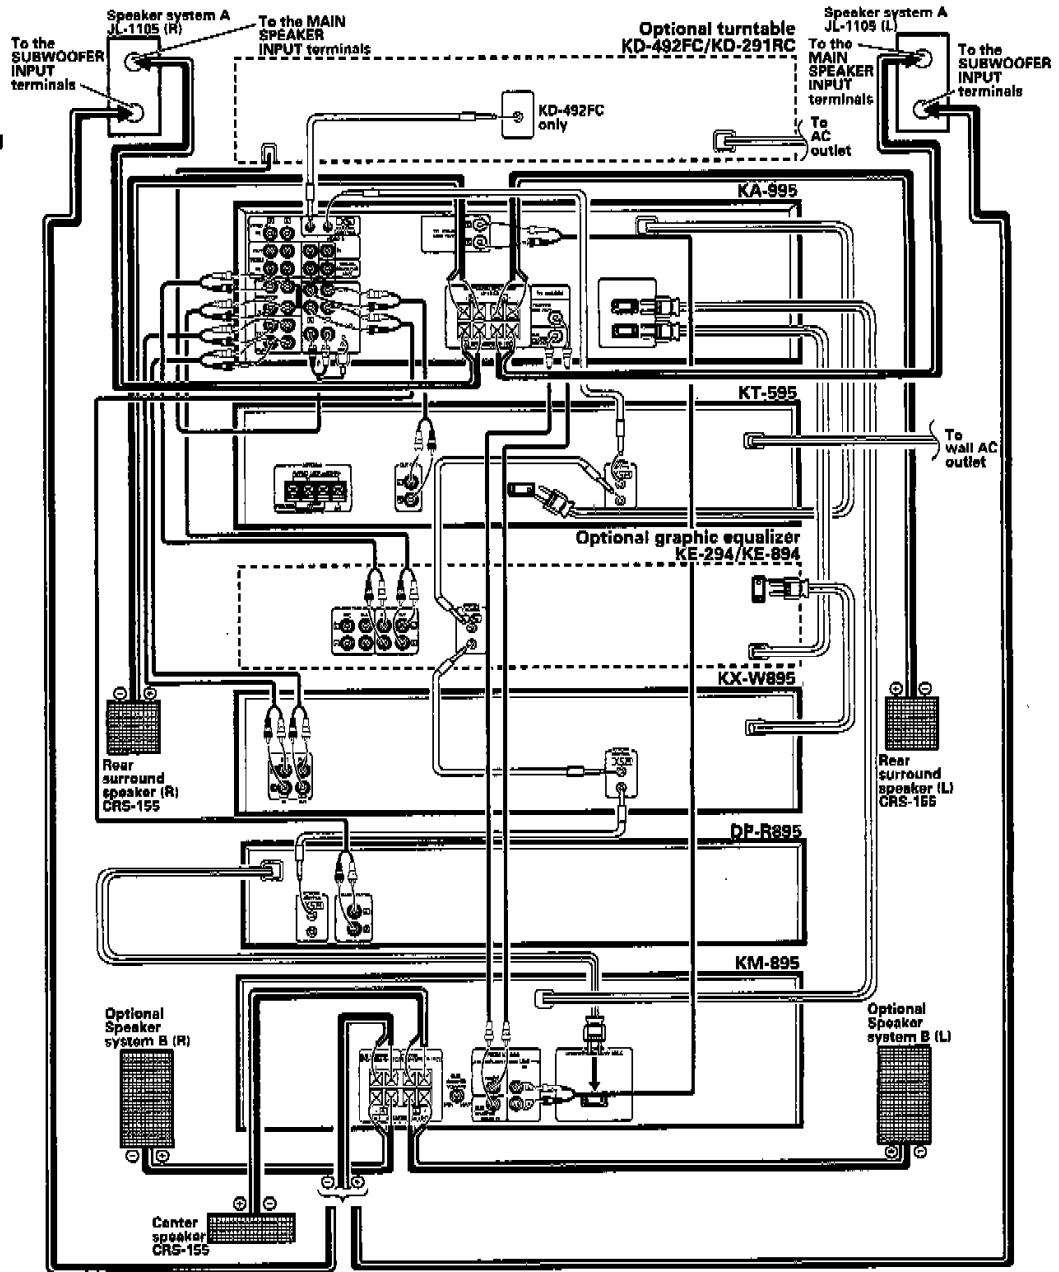 Speaker system A
JL-1105 (R)
To the MAIN
SPEAKER
INPUT terminals
To the
SUBWOOFER
INPUT
terminals
Optional turntable
KD-492FC/KD-291RC
Speaker system A
JL-1105 (L)
To the
MAIN
SPEAKER
INPUT
terminals
To the
SUBWOOFER
INPUT
terminals
KD-492FC
only
To
AC
outlet
KA-995
KT-595
To
wall AC
outlet
Optional graphic equalizer
KE-294/KE-894
KX-W895
Rear
surround
speaker (R)
CRS-155
Rear
surround
speaker (L)
CRS-155
DP-R895
KM-895
Optional
Speaker
system B (R)
Optional
Speaker
system B (L)
Center
speaker
CRS-155